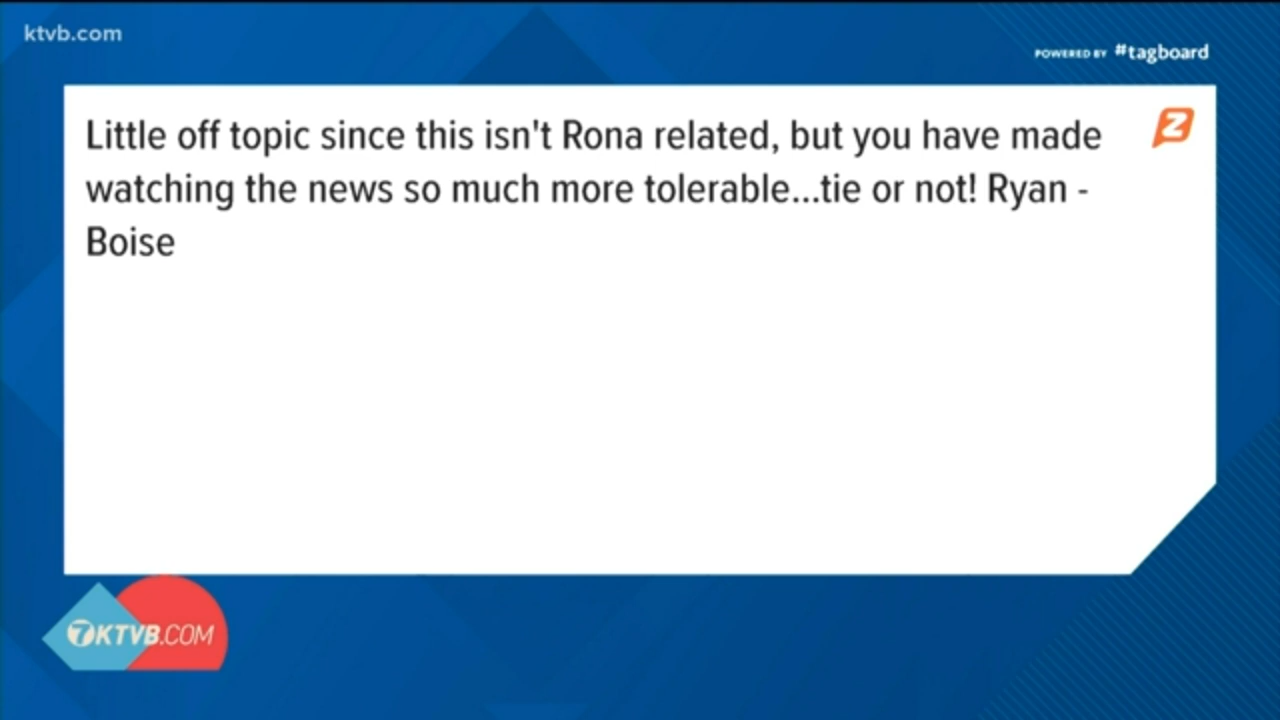 ktvb.com
POWERED BY #tagboard
Little off topic since this isn't Rona related, but you have made
watching the news so much more tolerable...tie or not! Ryan -
Boise
Z
7KTVB.COM